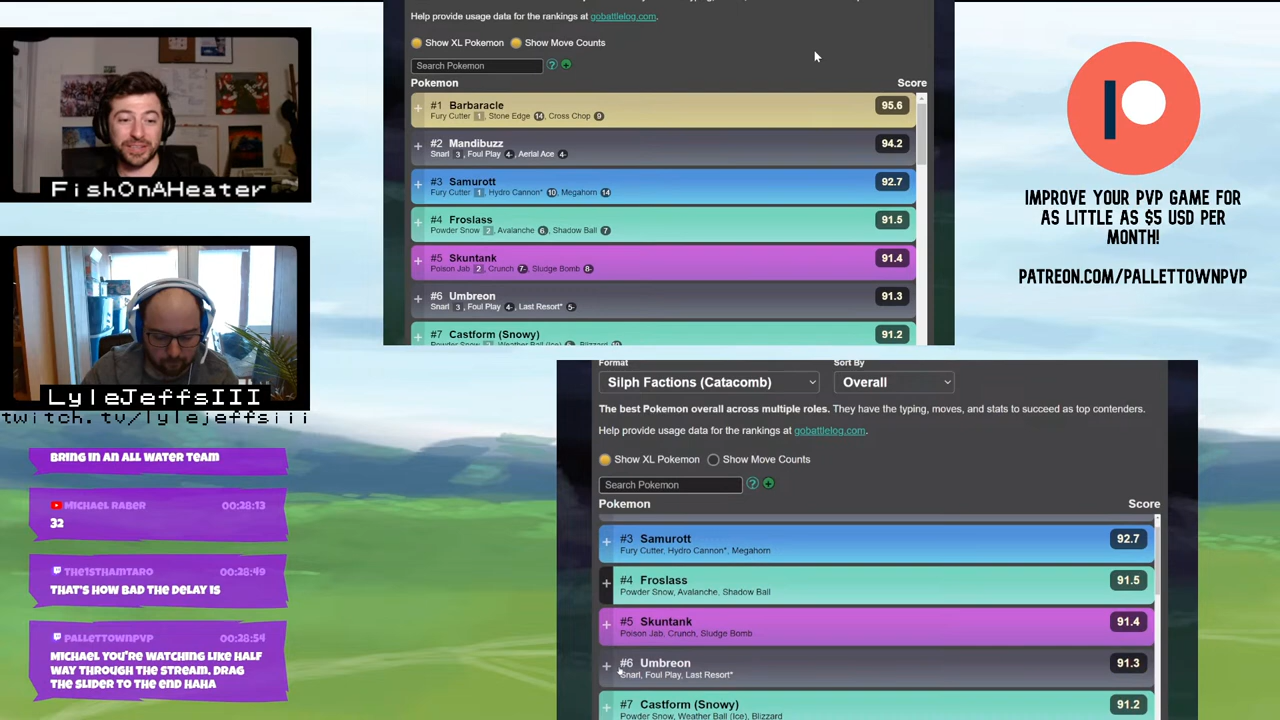 FishOnAHeater
LyleJeffsIII
twitch.tv/lylejeffsiii
BRING IN AN ALL WATER TEAM
MICHAEL RABER 00:28:13
32
THE1STHAMTARO 00:28:49
THAT'S HOW BAD THE DELAY IS
PALLETTOWNPVP 00:28:54
MICHAEL YOU'RE WATCHING LIKE HALF
WAY THROUGH THE STREAM. DRAG
THE SLIDER TO THE END HAHA
Help provide usage data for the rankings at gobattlelog.com.
Show XL Pokemon Show Move Counts
Search Pokemon ?
Pokemon Score
#1 Barbaracle 95.6
Fury Cutter 1, Stone Edge 14, Cross Chop 9
#2 Mandibuzz 94.2
Snarl 3, Foul Play 4-, Aerial Ace 4-
#3 Samurott 92.7
Fury Cutter 1, Hydro Cannon* 10, Megahorn 14
#4 Froslass 91.5
Powder Snow 2, Avalanche 6, Shadow Ball 7
#5 Skuntank 91.4
Poison Jab 2, Crunch 7-, Sludge Bomb 8-
#6 Umbreon 91.3
Snarl 3, Foul Play 4-, Last Resort* 5-
#7 Castform (Snowy) 91.2
Powder Snow, Weather Ball (Ice), Blizzard
IMPROVE YOUR PVP GAME FOR
AS LITTLE AS $5 USD PER
MONTH!
PATREON.COM/PALLETTOWNPVP
Format Sort By
Silph Factions (Catacomb) Overall
The best Pokemon overall across multiple roles. They have the typing, moves, and stats to succeed as top contenders.
Help provide usage data for the rankings at gobattlelog.com.
Show XL Pokemon Show Move Counts
Search Pokemon ?
Pokemon Score
#3 Samurott 92.7
Fury Cutter, Hydro Cannon*, Megahorn
#4 Froslass 91.5
Powder Snow, Avalanche, Shadow Ball
#5 Skuntank 91.4
Poison Jab, Crunch, Sludge Bomb
#6 Umbreon 91.3
Snarl, Foul Play, Last Resort*
#7 Castform (Snowy) 91.2
Powder Snow, Weather Ball (Ice), Blizzard